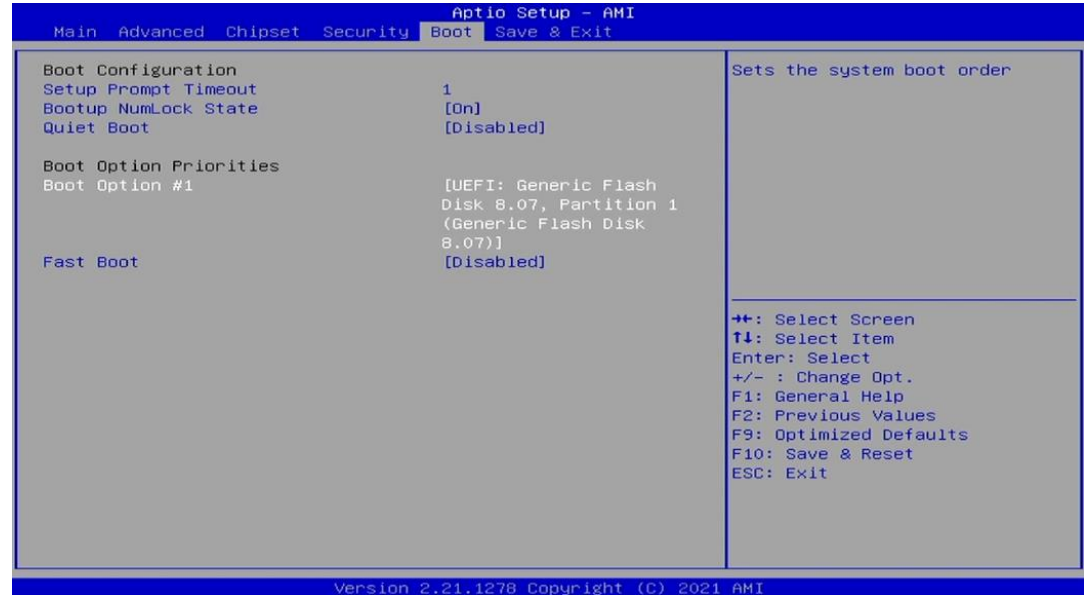 Aptio Setup – AMI
Main Advanced Chipset Security Boot Save & Exit
Boot Configuration
Setup Prompt Timeout 1
Bootup NumLock State [On]
Quiet Boot [Disabled]
Boot Option Priorities
Boot Option #1 [UEFI: Generic Flash
Disk 8.07, Partition 1
(Generic Flash Disk
8.07)]
Fast Boot [Disabled]
Sets the system boot order
→←: Select Screen
↑↓: Select Item
Enter: Select
+/- : Change Opt.
F1: General Help
F2: Previous Values
F9: Optimized Defaults
F10: Save & Reset
ESC: Exit
Version 2.21.1278 Copyright (C) 2021 AMI